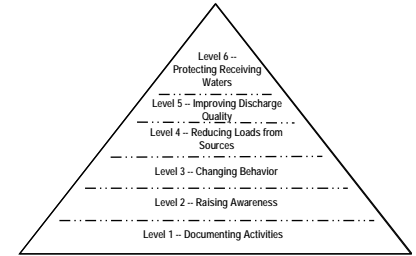 Level 6 --
Protecting Receiving
Waters
Level 5 -- Improving Discharge
Quality
Level 4 -- Reducing Loads from
Sources
Level 3 -- Changing Behavior
Level 2 -- Raising Awareness
Level 1 -- Documenting Activities